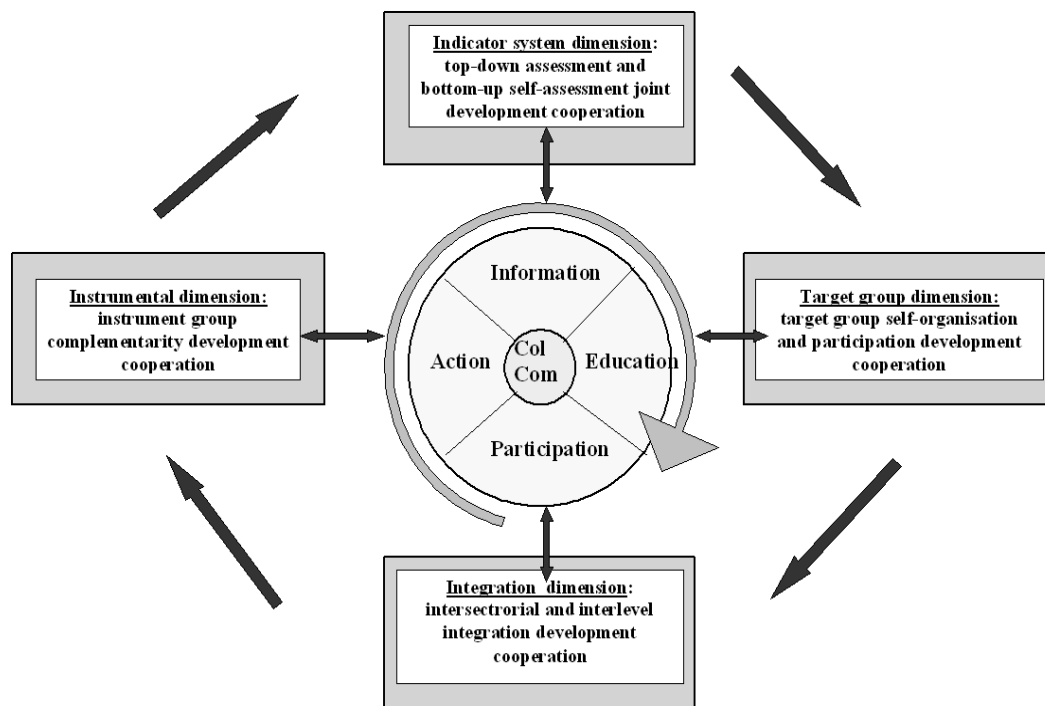 Indicator system dimension:
top-down assessment and
bottom-up self-assessment joint
development cooperation
Instrumental dimension:
instrument group
complementarity development
cooperation
Information
Action
Col
Com
Education
Participation
Target group dimension:
target group self-organisation
and participation development
cooperation
Integration dimension:
intersectrorial and interlevel
integration development
cooperation